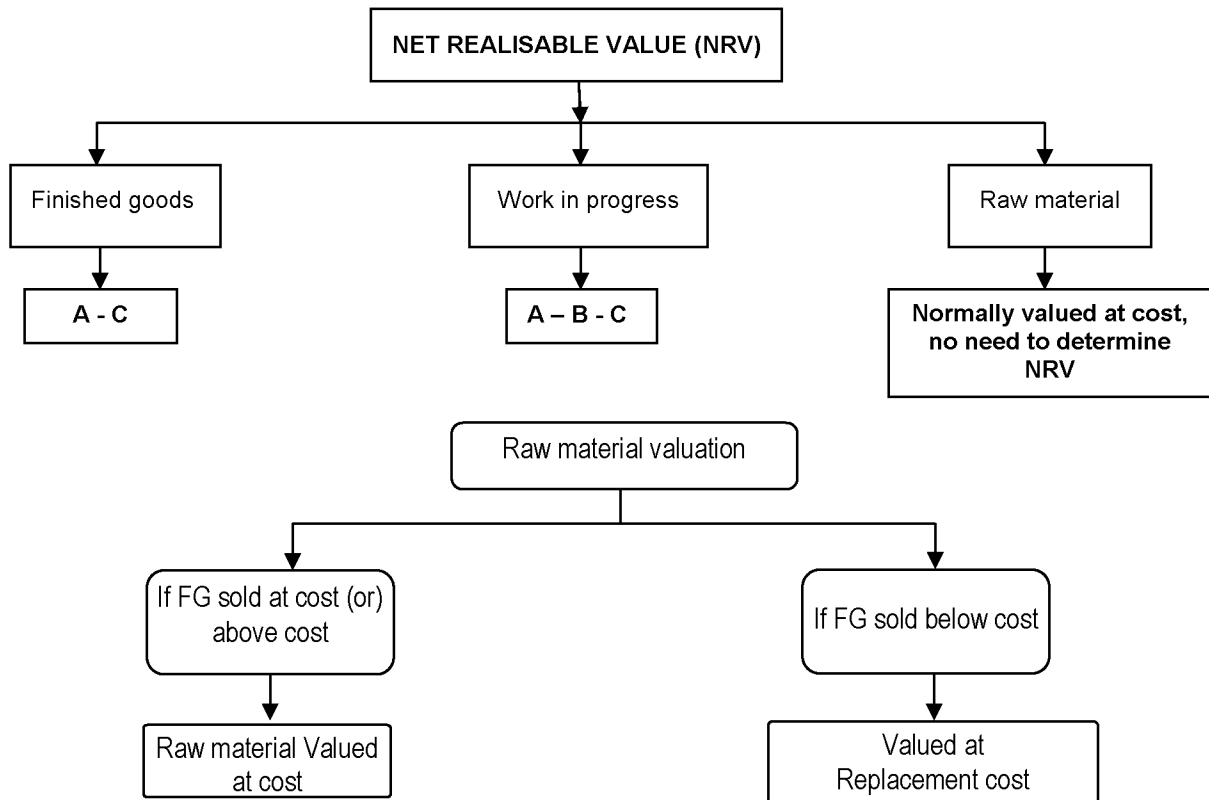 NET REALISABLE VALUE (NRV)
Finished goods
Work in progress
Raw material
A - C
A – B - C
Normally valued at cost,
no need to determine
NRV
Raw material valuation
If FG sold at cost (or)
above cost
If FG sold below cost
Raw material Valued
at cost
Valued at
Replacement cost